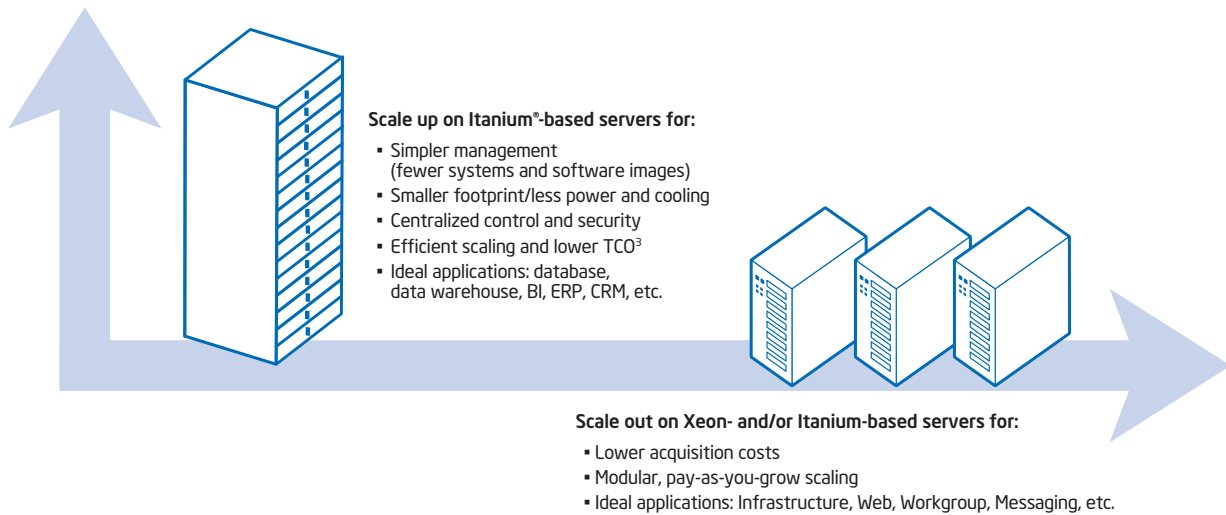 Scale up on Itanium®-based servers for:
▪ Simpler management
(fewer systems and software images)
▪ Smaller footprint/less power and cooling
▪ Centralized control and security
▪ Efficient scaling and lower TCO³
▪ Ideal applications: database,
data warehouse, BI, ERP, CRM, etc.
Scale out on Xeon- and/or Itanium-based servers for:
▪ Lower acquisition costs
▪ Modular, pay-as-you-grow scaling
▪ Ideal applications: Infrastructure, Web, Workgroup, Messaging, etc.